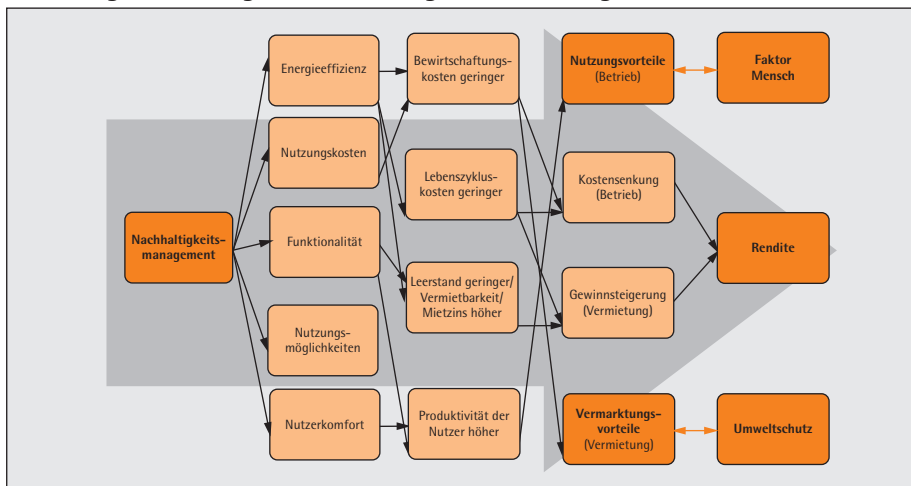 Energieeffizienz
Bewirtschaftungs-
kosten geringer
Nutzungsvorteile
(Betrieb)
Faktor
Mensch
Nutzungskosten
Lebenszyklus-
kosten geringer
Kostensenkung
(Betrieb)
Nachhaltigkeits-
management
Funktionalität
Leerstand geringer/
Vermietbarkeit/
Mietzins höher
Gewinnsteigerung
(Vermietung)
Rendite
Nutzungs-
möglichkeiten
Nutzerkomfort
Produktivität der
Nutzer höher
Vermarktungs-
vorteile
(Vermietung)
Umweltschutz